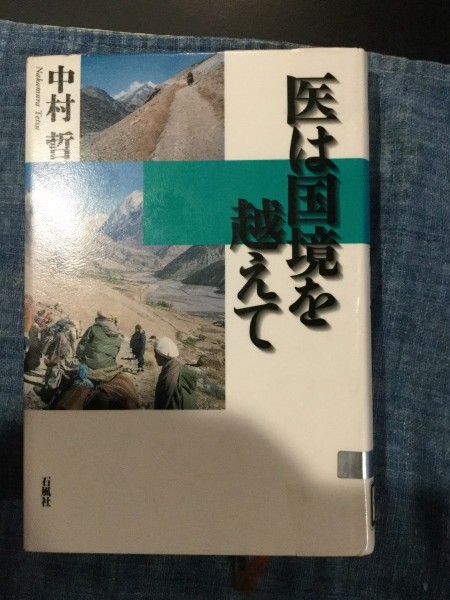 医は国境を
越えて
中村 哲
Nakamura Tetsu
石風社